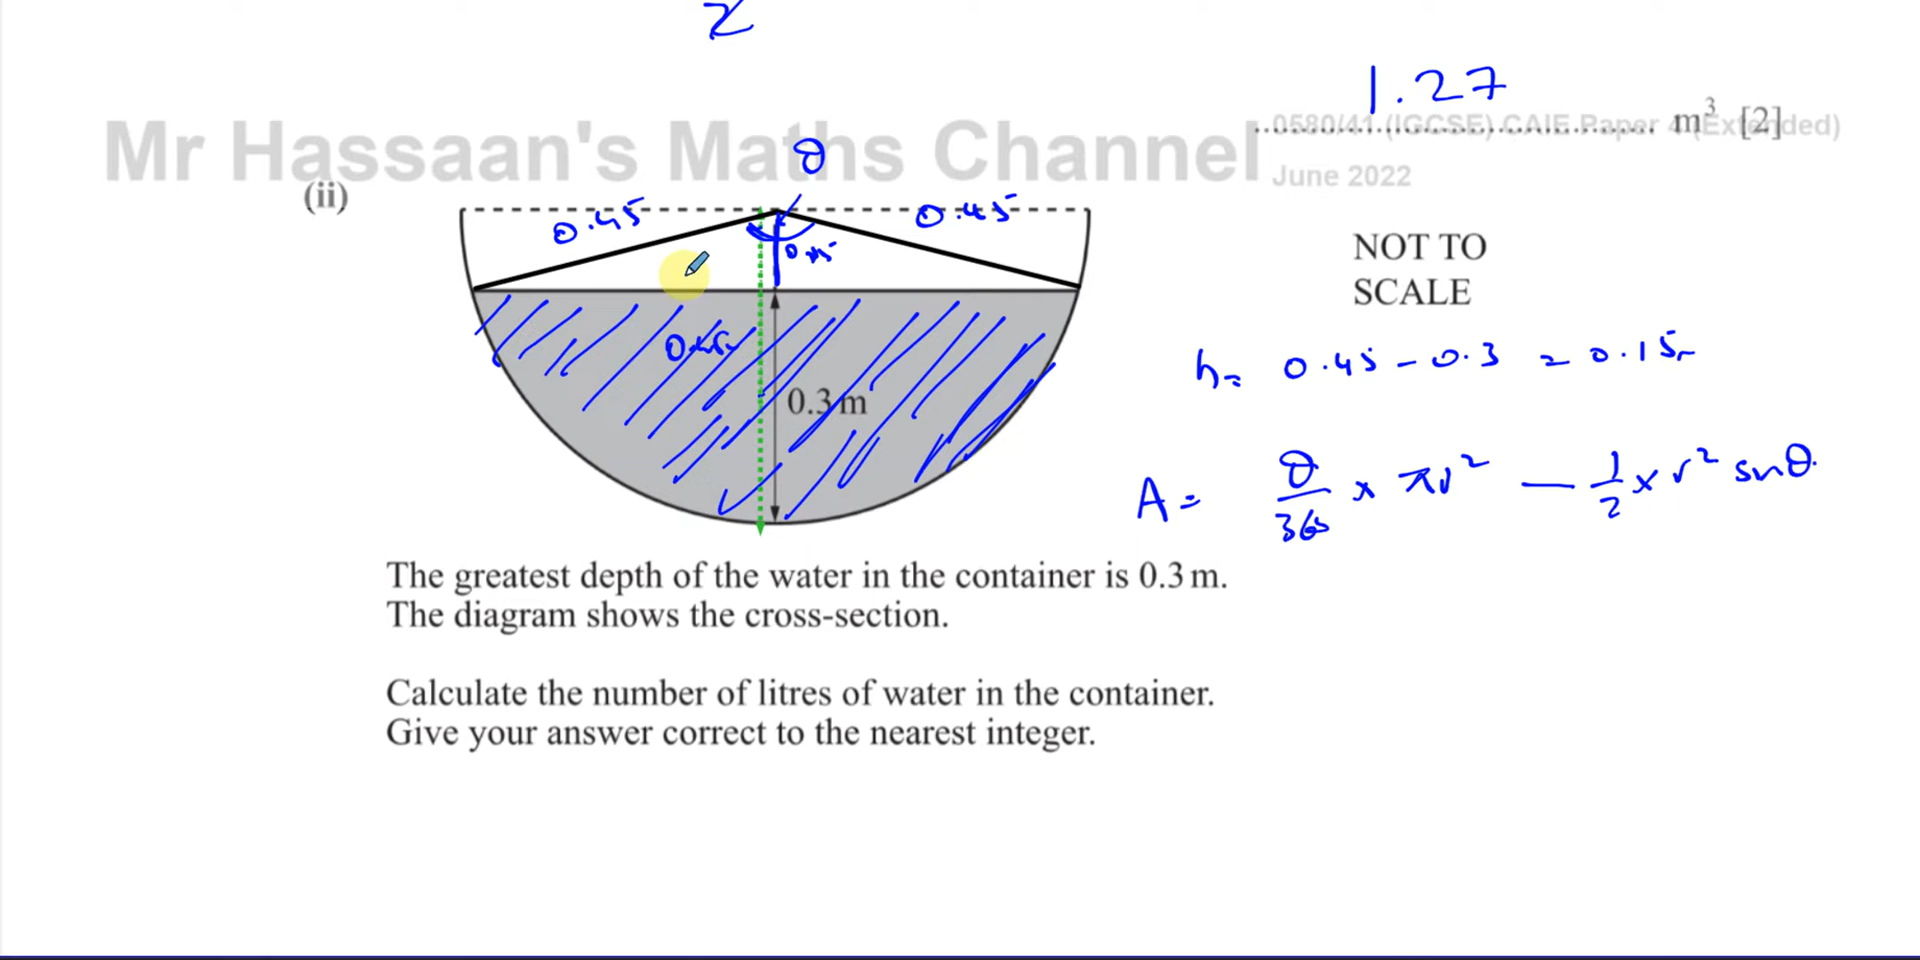 2
1.27
0580/41 (IGCSE) CAIE Paper 4 (Extended)
m³ [2]
Mr Hassaan's Maths Channel
June 2022
θ
(ii)
0.45
0.45
NOT TO
SCALE
0.3 m
h= 0.45 - 0.3 = 0.15
A = θ/360 × πr² — 1/2 × r² sinθ.
The greatest depth of the water in the container is 0.3 m.
The diagram shows the cross-section.
Calculate the number of litres of water in the container.
Give your answer correct to the nearest integer.